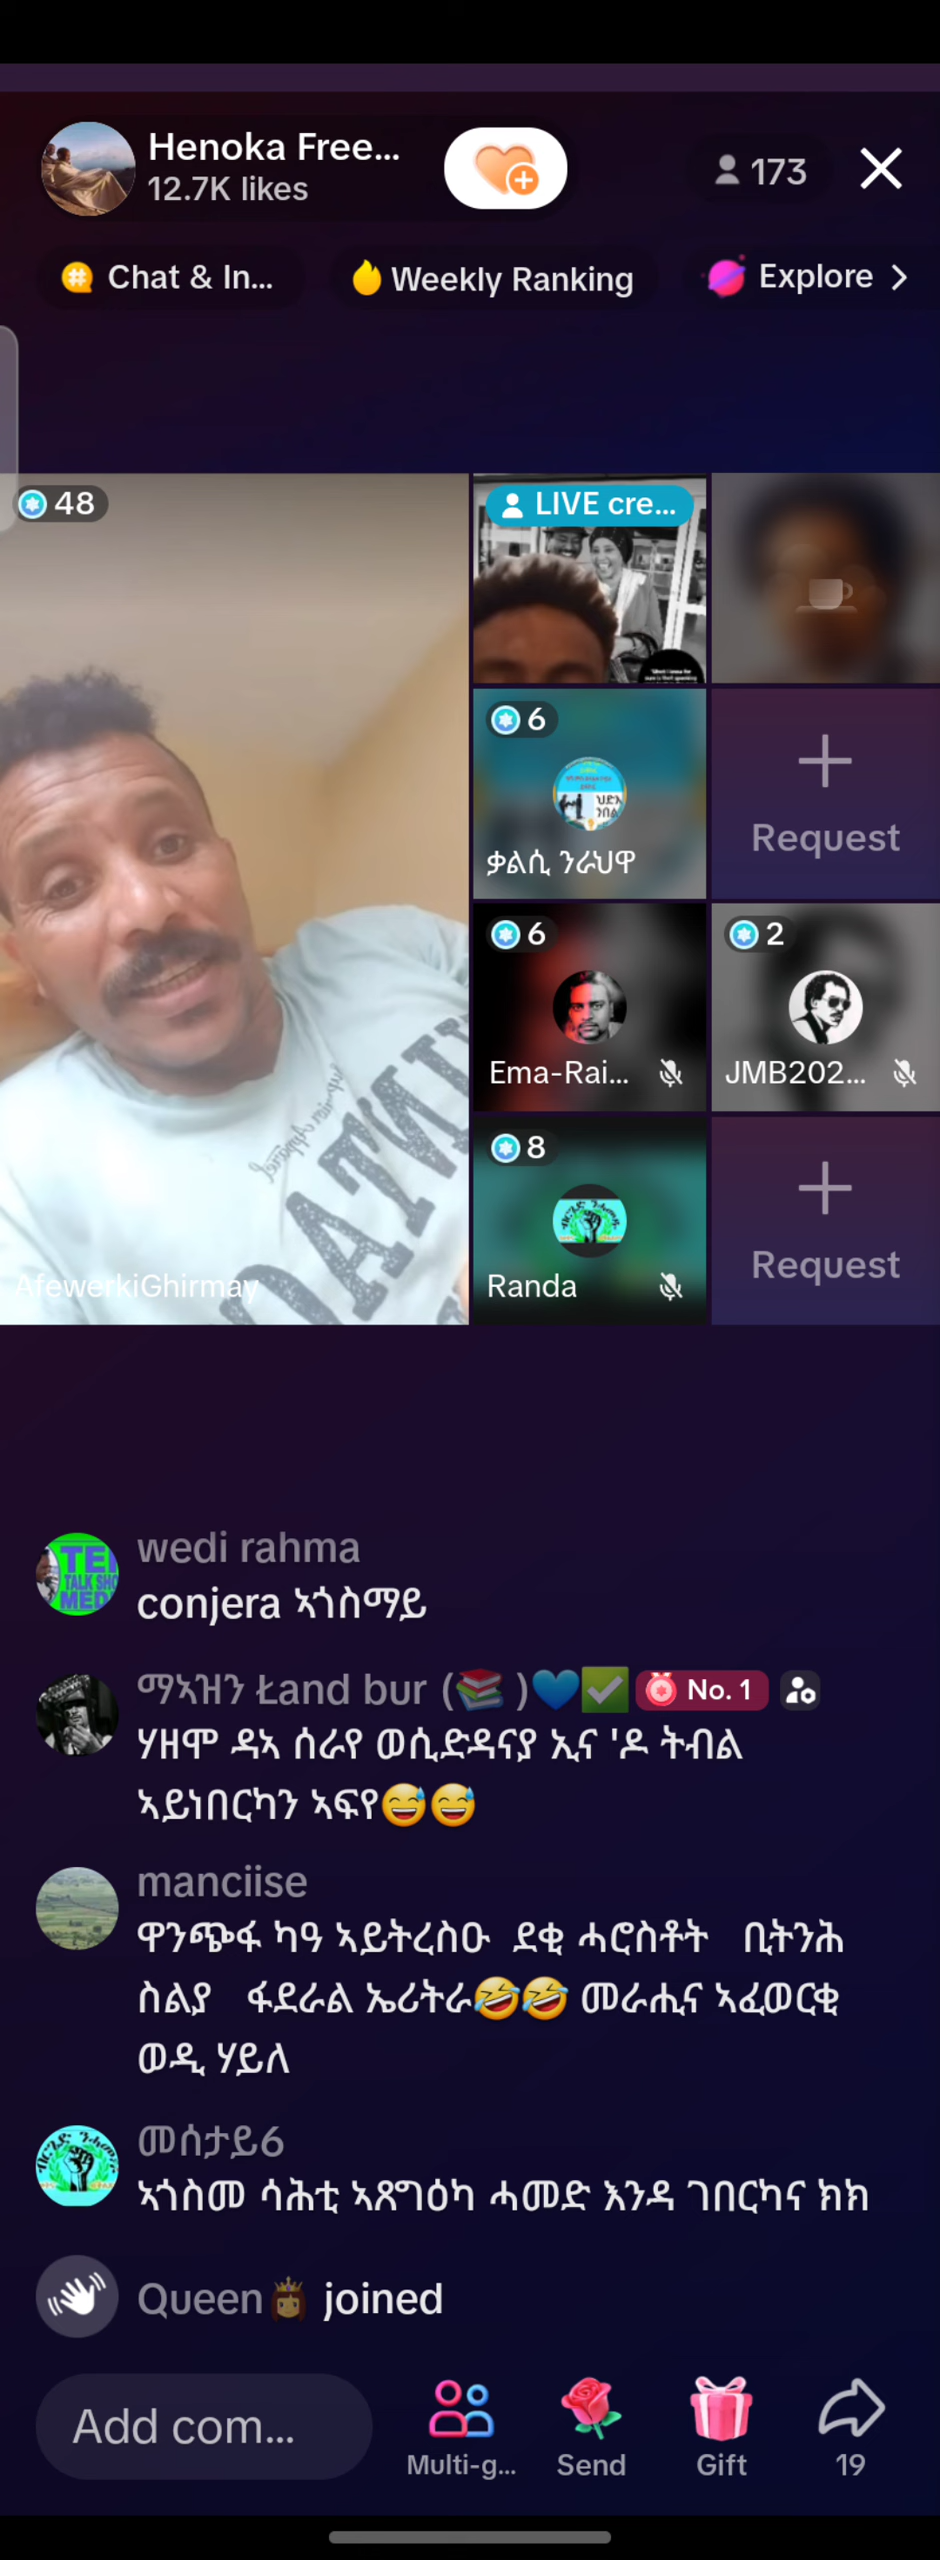 Henoka Free...
12.7K likes
173
Chat & In...
Weekly Ranking
Explore
48
LIVE cre...
6
ቃልሲ ንራህዋ
Request
6
2
Ema-Rai...
JMB202...
8
Randa
Request
AfewerkiGhirmay
wedi rahma
conjera ኣጎስማይ
ማኣዝን Łand bur (📚 )💙✅ No. 1
ሃዘሞ ዳኣ ሰራየ ወሲድዳናያ ኢና 'ዶ ትብል
ኣይነበርካን ኣፍየ😅😅
manciise
ዋንጭፋ ካዓ ኣይትረስዑ ደቂ ሓሮስቶት ቢትንሕ
ስልያ ፋደራል ኤሪትራ🤣🤣 መራሒና ኣፈወርቂ
ወዲ ሃይለ
መሰታይ6
ኣጎስመ ሳሕቲ ኣጸግዕካ ሓመድ እንዳ ገበርካና ክክ
Queen👸🏾 joined
Add com...
Multi-g...
Send
Gift
19